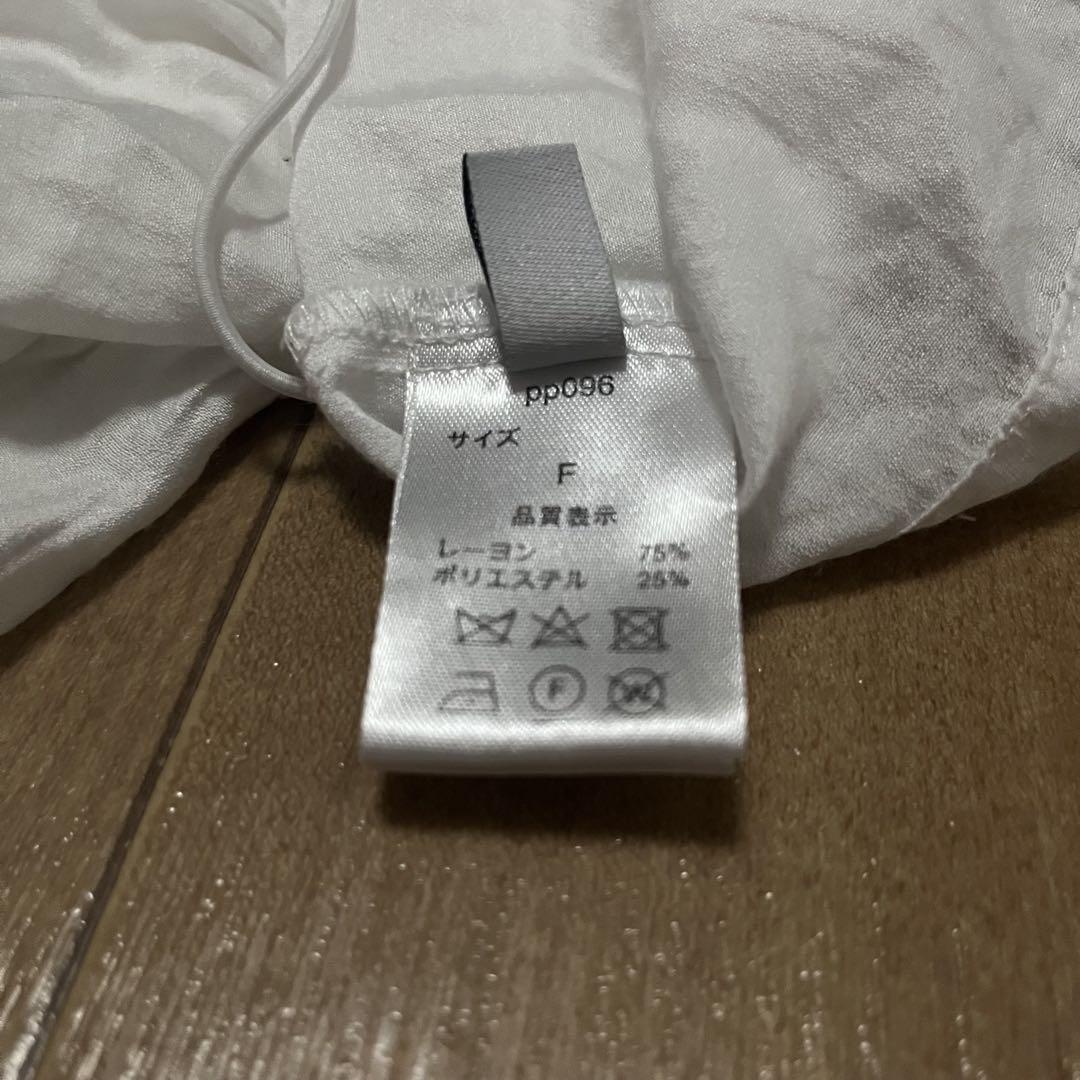 pp096
サイズ
F
品質表示
レーヨン 75%
ポリエステル 25%
F
W